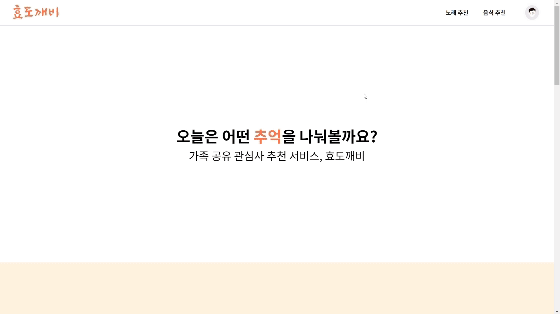 효도깨비
노래 추천
음식 추천
오늘은 어떤 추억을 나눠볼까요?
가족 공유 관심사 추천 서비스, 효도깨비